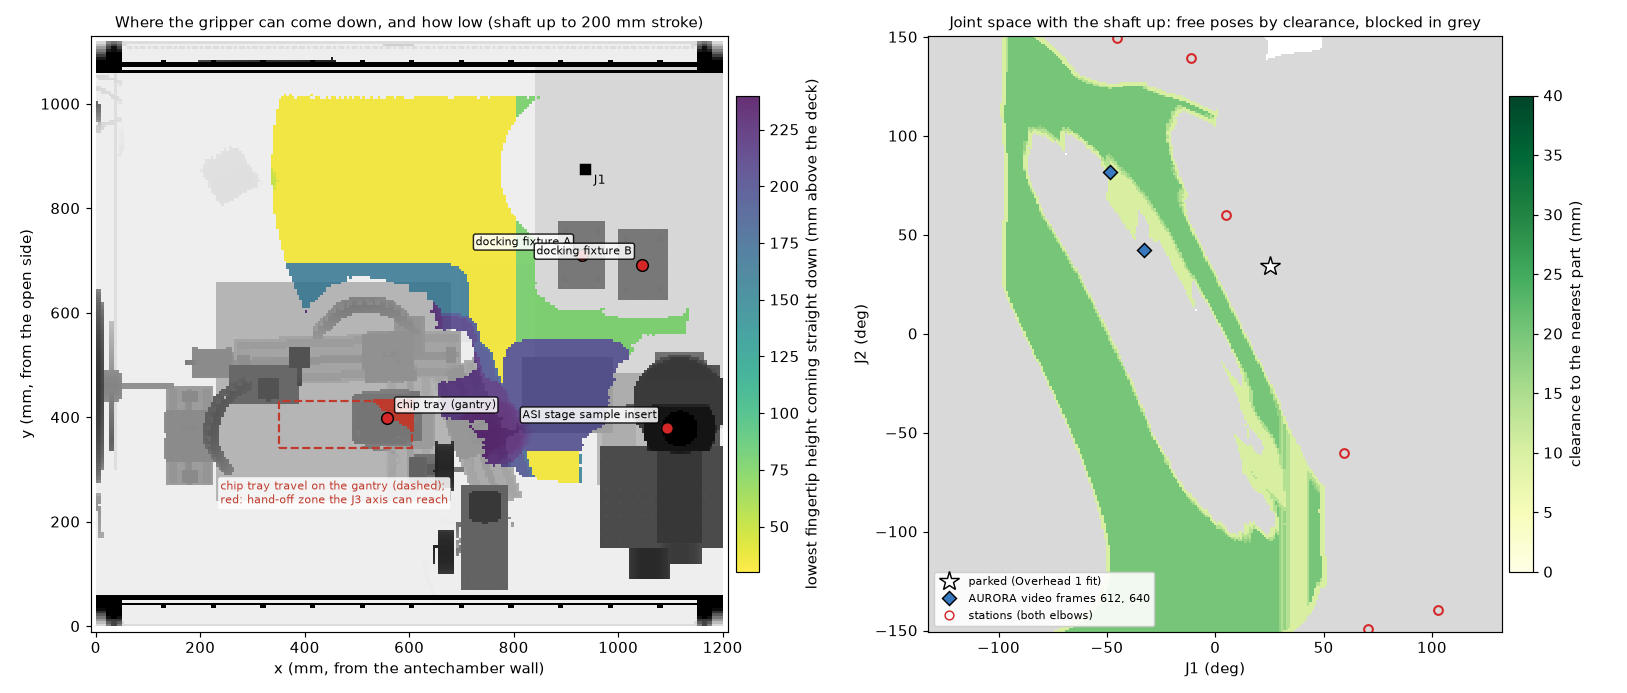 Where the gripper can come down, and how low (shaft up to 200 mm stroke)
y (mm, from the open side)
1000
800
600
400
200
0
J1
docking fixture A
docking fixture B
chip tray (gantry)
ASI stage sample insert
chip tray travel on the gantry (dashed);
red: hand-off zone the J3 axis can reach
0
200
400
600
800
1000
1200
x (mm, from the antechamber wall)
225
200
175
150
125
100
75
50
lowest fingertip height coming straight down (mm above the deck)
Joint space with the shaft up: free poses by clearance, blocked in grey
J2 (deg)
150
100
50
0
−50
−100
−150
parked (Overhead 1 fit)
AURORA video frames 612, 640
stations (both elbows)
−100
−50
0
50
100
J1 (deg)
40
35
30
25
20
15
10
5
0
clearance to the nearest part (mm)